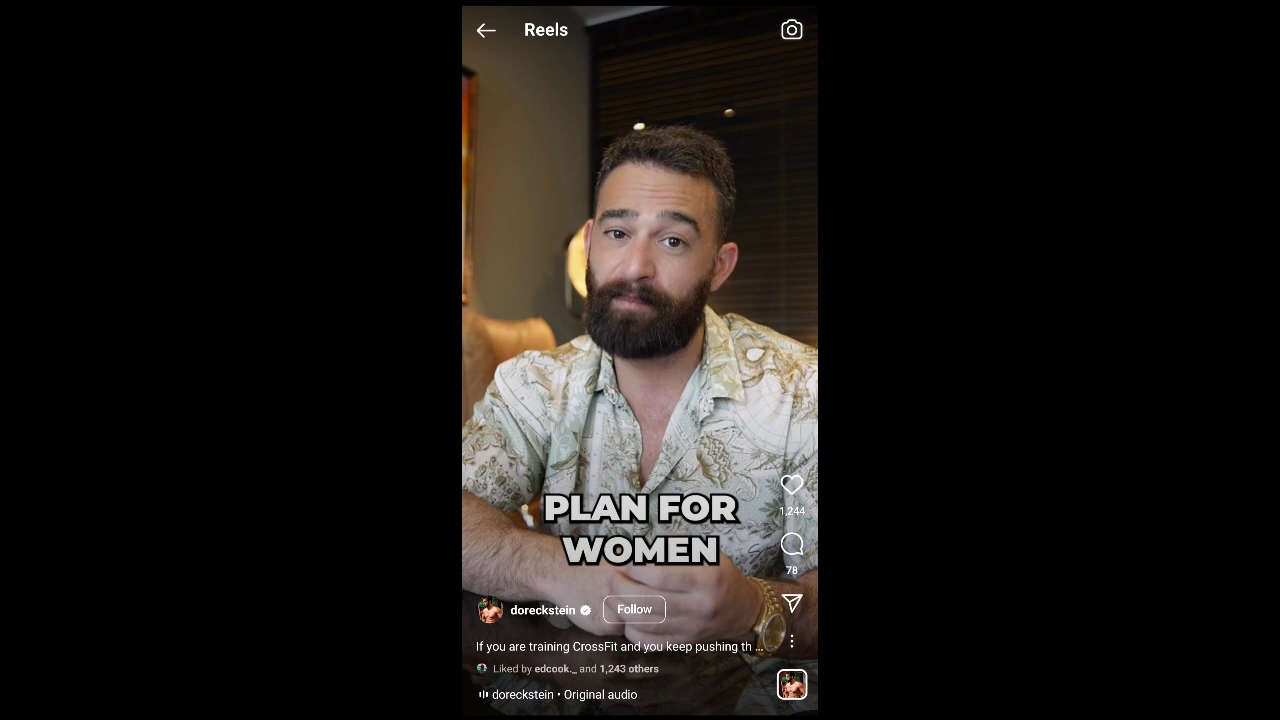 Reels
PLAN FOR
WOMEN
1,244
78
doreckstein
Follow
If you are training CrossFit and you keep pushing th ...
Liked by edcook._ and 1,243 others
doreckstein • Original audio